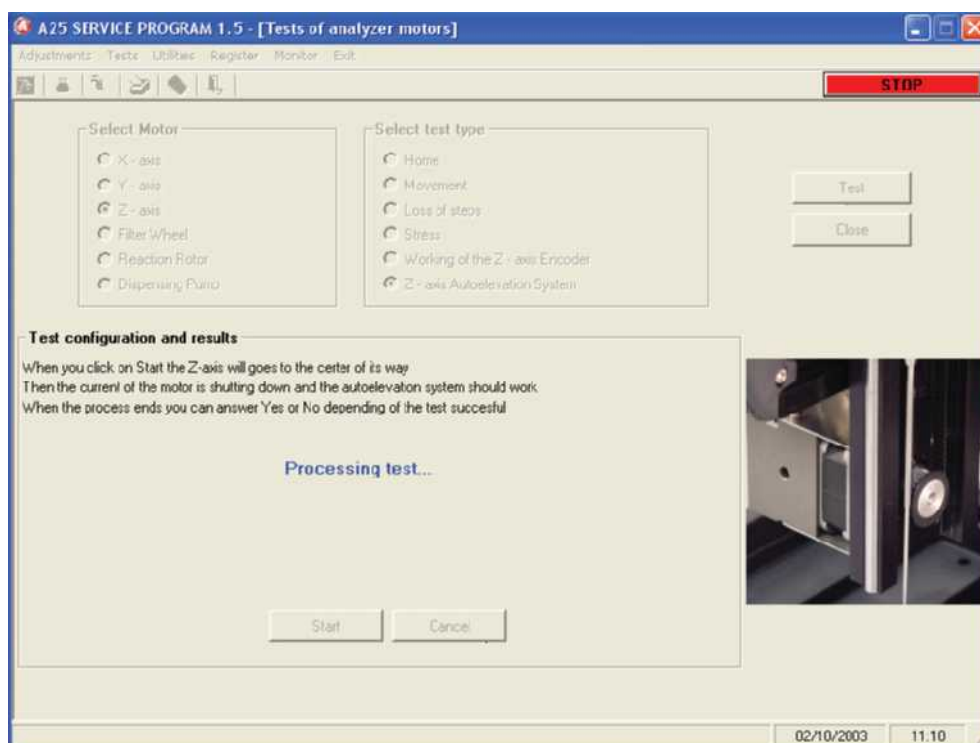 A25 SERVICE PROGRAM 1.5 - [Tests of analyzer motors]
Adjustments Tests Utilities Register Monitor Exit
STOP
Select Motor
X - axis
Y - axis
Z - axis
Filter Wheel
Reaction Rotor
Dispensing Pump
Select test type
Home
Movement
Loss of steps
Stress
Working of the Z - axis Encoder
Z - axis Autoelevation System
Test
Close
Test configuration and results
When you click on Start the Z-axis will goes to the center of its way
Then the current of the motor is shutting down and the autoelevaton system should work
When the process ends you can answer Yes or No depending of the test succesful
Processing test...
Start
Cancel
02/10/2003 11.10